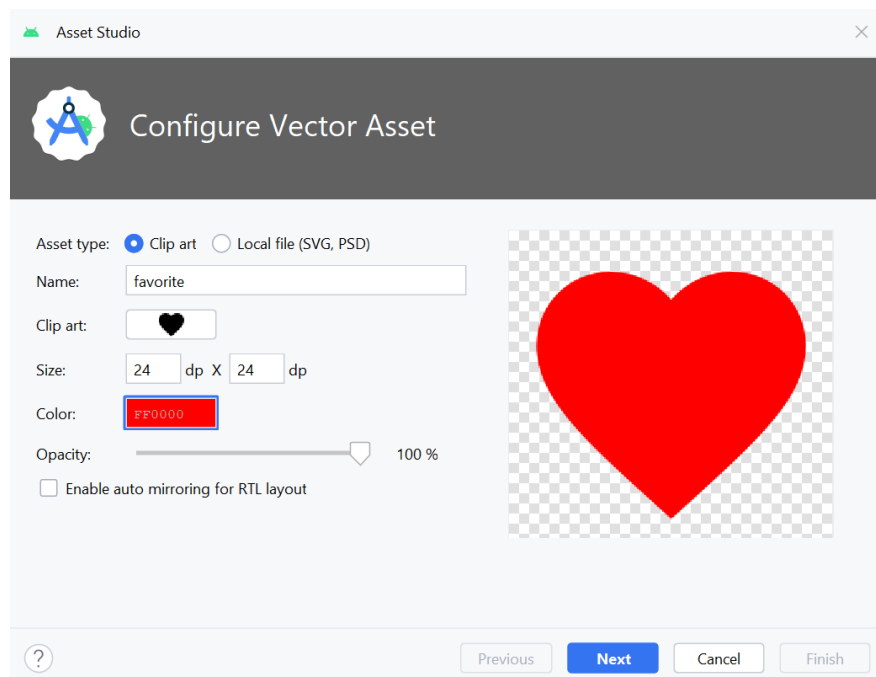 Asset Studio
Configure Vector Asset
Asset type: Clip art Local file (SVG, PSD)
Name: favorite
Clip art:
Size: 24 dp X 24 dp
Color: FF0000
Opacity: 100 %
Enable auto mirroring for RTL layout
? Previous Next Cancel Finish